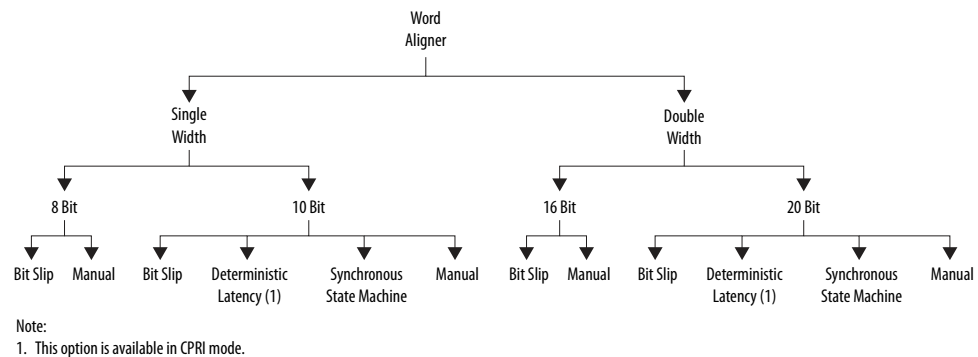 Word
Aligner
Single
Width
Double
Width
8 Bit
10 Bit
16 Bit
20 Bit
Bit Slip
Manual
Bit Slip
Deterministic
Latency (1)
Synchronous
State Machine
Manual
Bit Slip
Manual
Bit Slip
Deterministic
Latency (1)
Synchronous
State Machine
Manual
Note:
1. This option is available in CPRI mode.